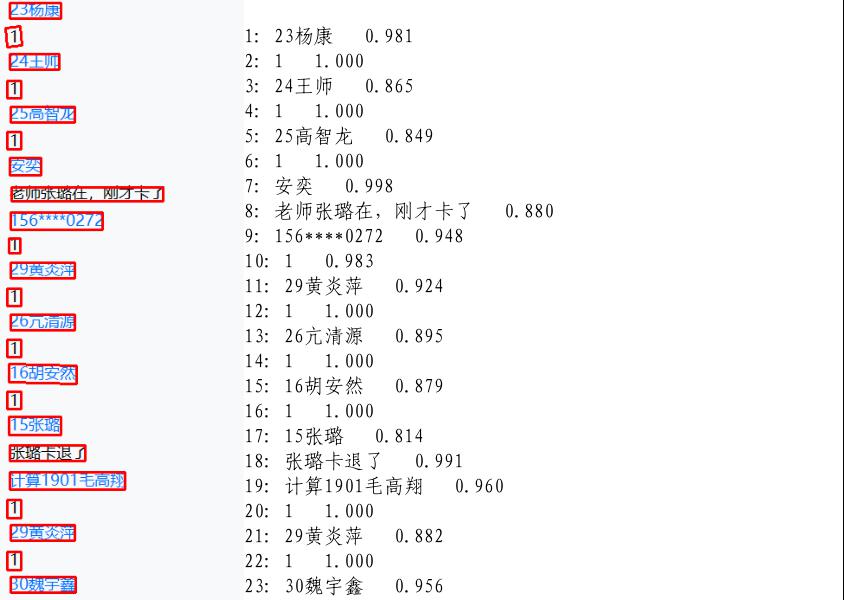 23杨康
1
24王帅
1
25高智龙
1
安奕
老师张璐在，刚才卡了
156****0272
1
29黄炎萍
1
26亢清源
1
16胡安然
1
15张璐
张璐卡退了
计算1901毛高翔
1
29黄炎萍
1
30魏宇鑫
1: 23杨康 0.981
2: 1 1.000
3: 24王师 0.865
4: 1 1.000
5: 25高智龙 0.849
6: 1 1.000
7: 安奕 0.998
8: 老师张璐在，刚才卡了 0.880
9: 156****0272 0.948
10: 1 0.983
11: 29黄炎萍 0.924
12: 1 1.000
13: 26亢清源 0.895
14: 1 1.000
15: 16胡安然 0.879
16: 1 1.000
17: 15张璐 0.814
18: 张璐卡退了 0.991
19: 计算1901毛高翔 0.960
20: 1 1.000
21: 29黄炎萍 0.882
22: 1 1.000
23: 30魏宇鑫 0.956